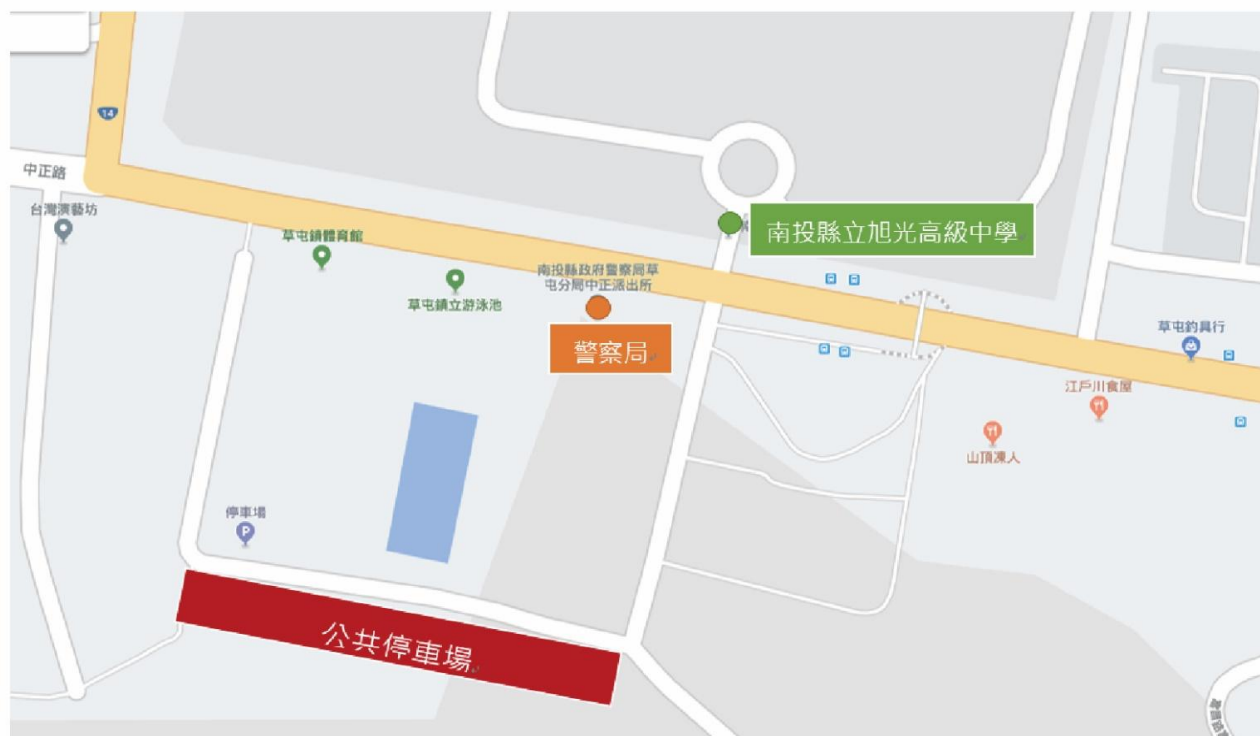 14
中正路
台灣演藝坊
草屯鎮體育館
草屯鎮立游泳池
南投縣政府警察局草
屯分局中正派出所
警察局
南投縣立旭光高級中學
草屯釣具行
江戶川食屋
山頂凍人
停車場
P
公共停車場